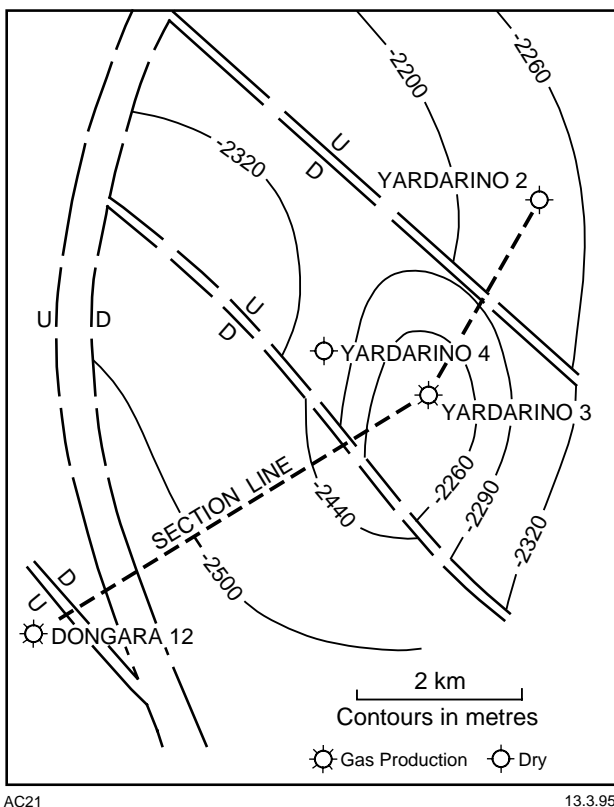 -2200
-2260
U
D
-2320
YARDARINO 2
U
D
U
D
YARDARINO 4
YARDARINO 3
SECTION LINE
-2260
-2290
-2440
-2320
-2500
D
U
DONGARA 12
2 km
Contours in metres
Gas Production
Dry
AC21
13.3.95